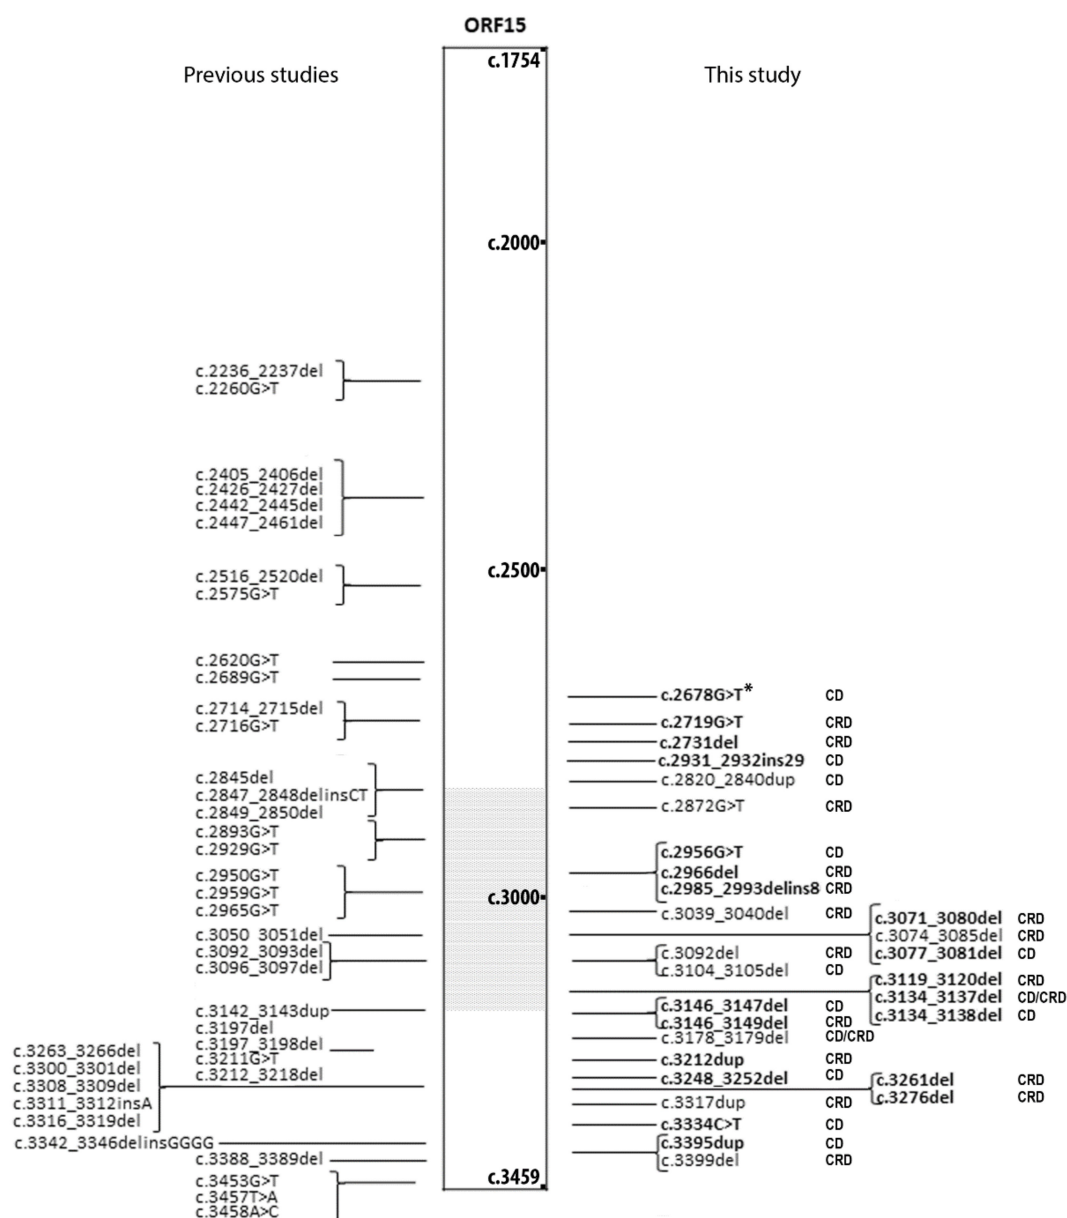 ORF15
Previous studies
This study
c.1754
c.2000
c.2500
c.3000
c.3459
c.2236_2237del
c.2260G>T
c.2405_2406del
c.2426_2427del
c.2442_2445del
c.2447_2461del
c.2516_2520del
c.2575G>T
c.2620G>T
c.2689G>T
c.2714_2715del
c.2716G>T
c.2845del
c.2847_2848delinsCT
c.2849_2850del
c.2893G>T
c.2929G>T
c.2950G>T
c.2959G>T
c.2965G>T
c.3050_3051del
c.3092_3093del
c.3096_3097del
c.3142_3143dup
c.3197del
c.3197_3198del
c.3211G>T
c.3212_3218del
c.3263_3266del
c.3300_3301del
c.3308_3309del
c.3311_3312insA
c.3316_3319del
c.3342_3346delinsGGGG
c.3388_3389del
c.3453G>T
c.3457T>A
c.3458A>C
c.2678G>T* CD
c.2719G>T CRD
c.2731del CRD
c.2931_2932ins29 CD
c.2820_2840dup CD
c.2872G>T CRD
c.2956G>T CD
c.2966del CRD
c.2985_2993delins8 CRD
c.3039_3040del CRD
c.3071_3080del CRD
c.3074_3085del CRD
c.3077_3081del CD
c.3092del CRD
c.3104_3105del CD
c.3119_3120del CRD
c.3134_3137del CD/CRD
c.3134_3138del CD
c.3146_3147del CD
c.3146_3149del CRD
c.3178_3179del CD/CRD
c.3212dup CRD
c.3248_3252del CD
c.3261del CRD
c.3276del CRD
c.3317dup CRD
c.3334C>T CD
c.3395dup CD
c.3399del CRD